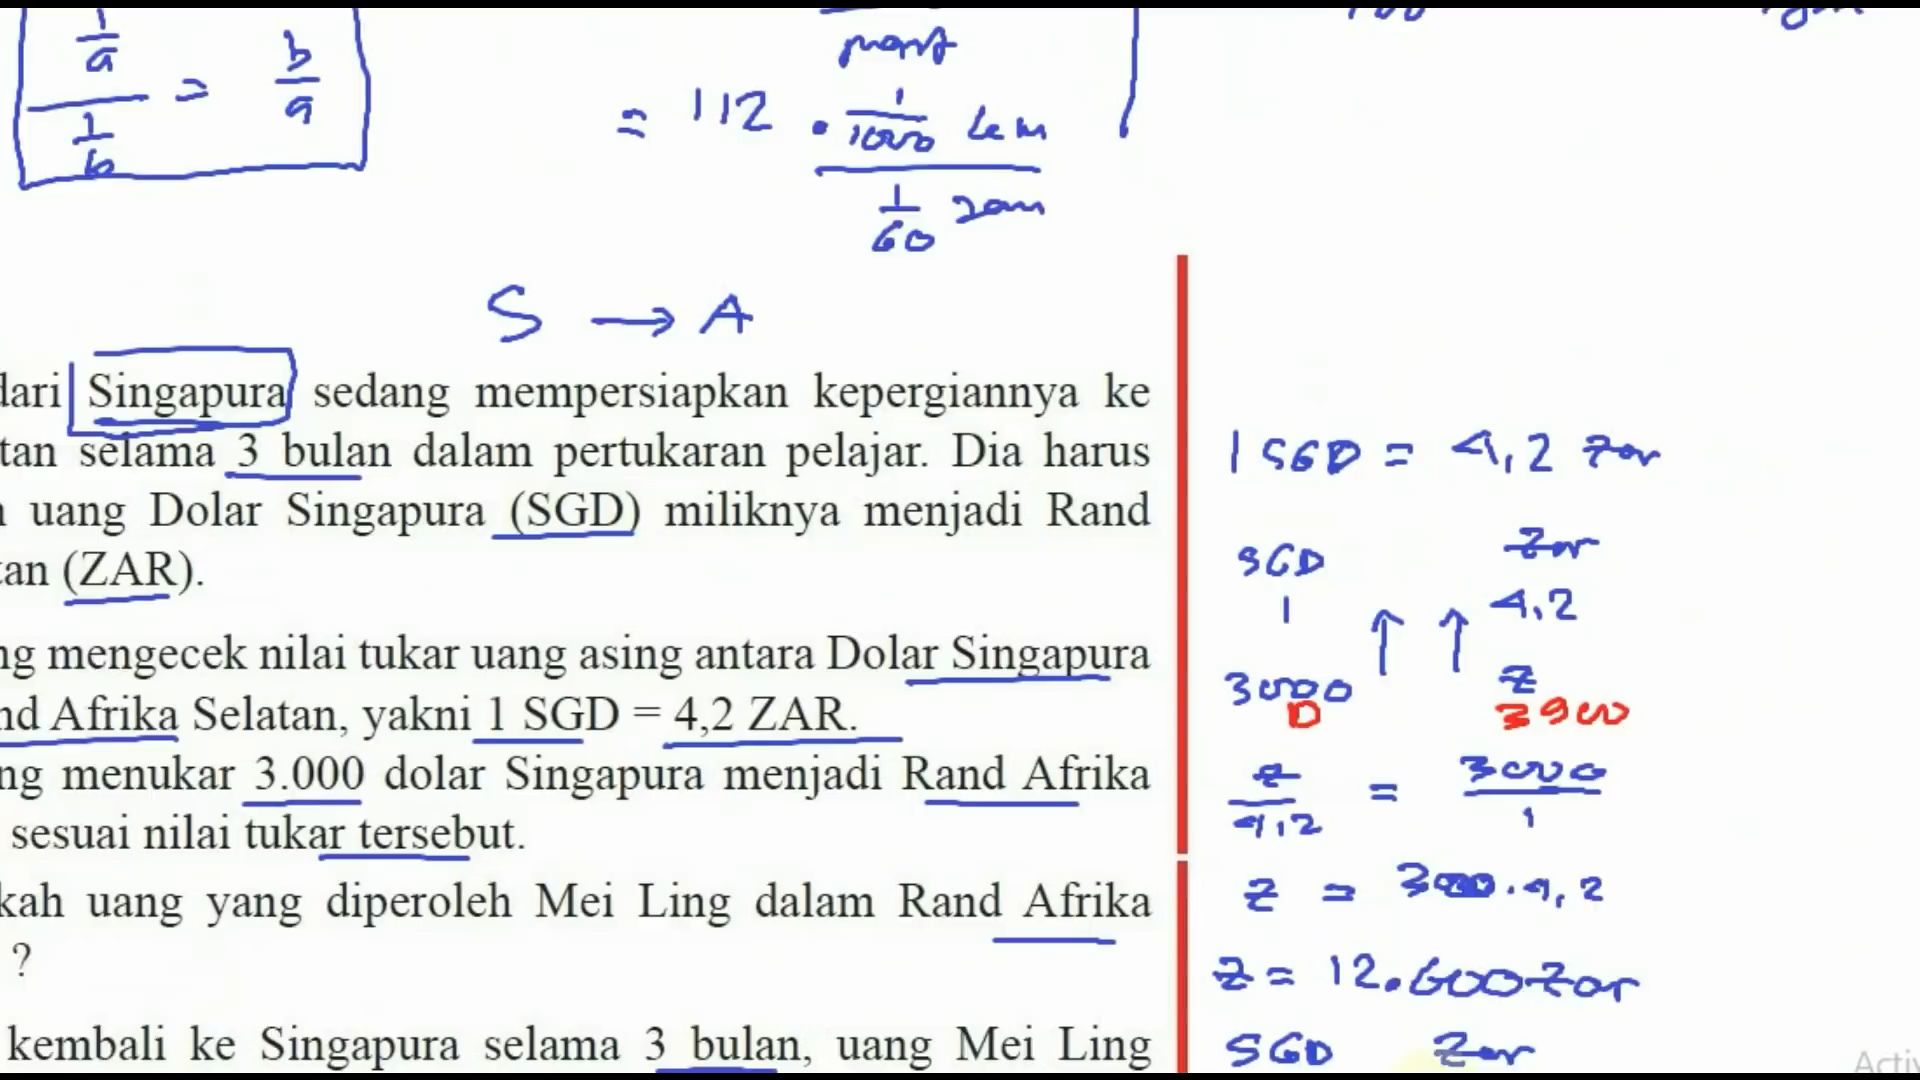 1/a / 1/b = b/a
menit
= 112 . 1/1000 km / 1/60 jam
S → A
dari Singapura sedang mempersiapkan kepergiannya ke
tan selama 3 bulan dalam pertukaran pelajar. Dia harus
n uang Dolar Singapura (SGD) miliknya menjadi Rand
tan (ZAR).
ng mengecek nilai tukar uang asing antara Dolar Singapura
nd Afrika Selatan, yakni 1 SGD = 4,2 ZAR.
ng menukar 3.000 dolar Singapura menjadi Rand Afrika
sesuai nilai tukar tersebut.
kah uang yang diperoleh Mei Ling dalam Rand Afrika
?
kembali ke Singapura selama 3 bulan, uang Mei Ling
1 SGD = 4,2 Zar
SGD Zar
1 ↑ ↑ 4,2
3000 z
D 3900
z/4,2 = 3000/1
z = 3000 . 4,2
z = 12.600 Zar
SGD Zar
Activ